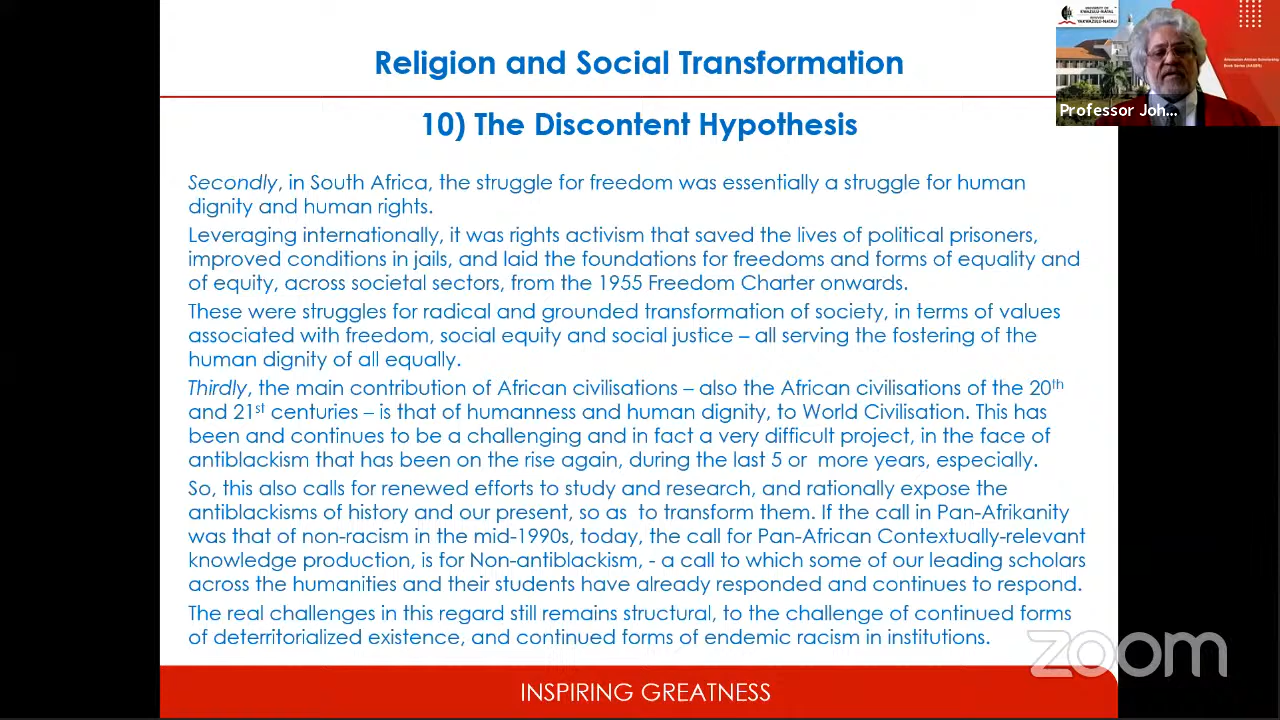 Religion and Social Transformation
10) The Discontent Hypothesis
Secondly, in South Africa, the struggle for freedom was essentially a struggle for human
dignity and human rights.
Leveraging internationally, it was rights activism that saved the lives of political prisoners,
improved conditions in jails, and laid the foundations for freedoms and forms of equality and
of equity, across societal sectors, from the 1955 Freedom Charter onwards.
These were struggles for radical and grounded transformation of society, in terms of values
associated with freedom, social equity and social justice – all serving the fostering of the
human dignity of all equally.
Thirdly, the main contribution of African civilisations – also the African civilisations of the 20th
and 21st centuries – is that of humanness and human dignity, to World Civilisation. This has
been and continues to be a challenging and in fact a very difficult project, in the face of
antiblackism that has been on the rise again, during the last 5 or more years, especially.
So, this also calls for renewed efforts to study and research, and rationally expose the
antiblackisms of history and our present, so as to transform them. If the call in Pan-Afrikanity
was that of non-racism in the mid-1990s, today, the call for Pan-African Contextually-relevant
knowledge production, is for Non-antiblackism, - a call to which some of our leading scholars
across the humanities and their students have already responded and continues to respond.
The real challenges in this regard still remains structural, to the challenge of continued forms
of deterritorialized existence, and continued forms of endemic racism in institutions.
INSPIRING GREATNESS
UNIVERSITY OF
KWAZULU-NATAL
INYUVESI
YAKWAZULU-NATALI
Book Series (AASBS)
Professor Joh...
zoom